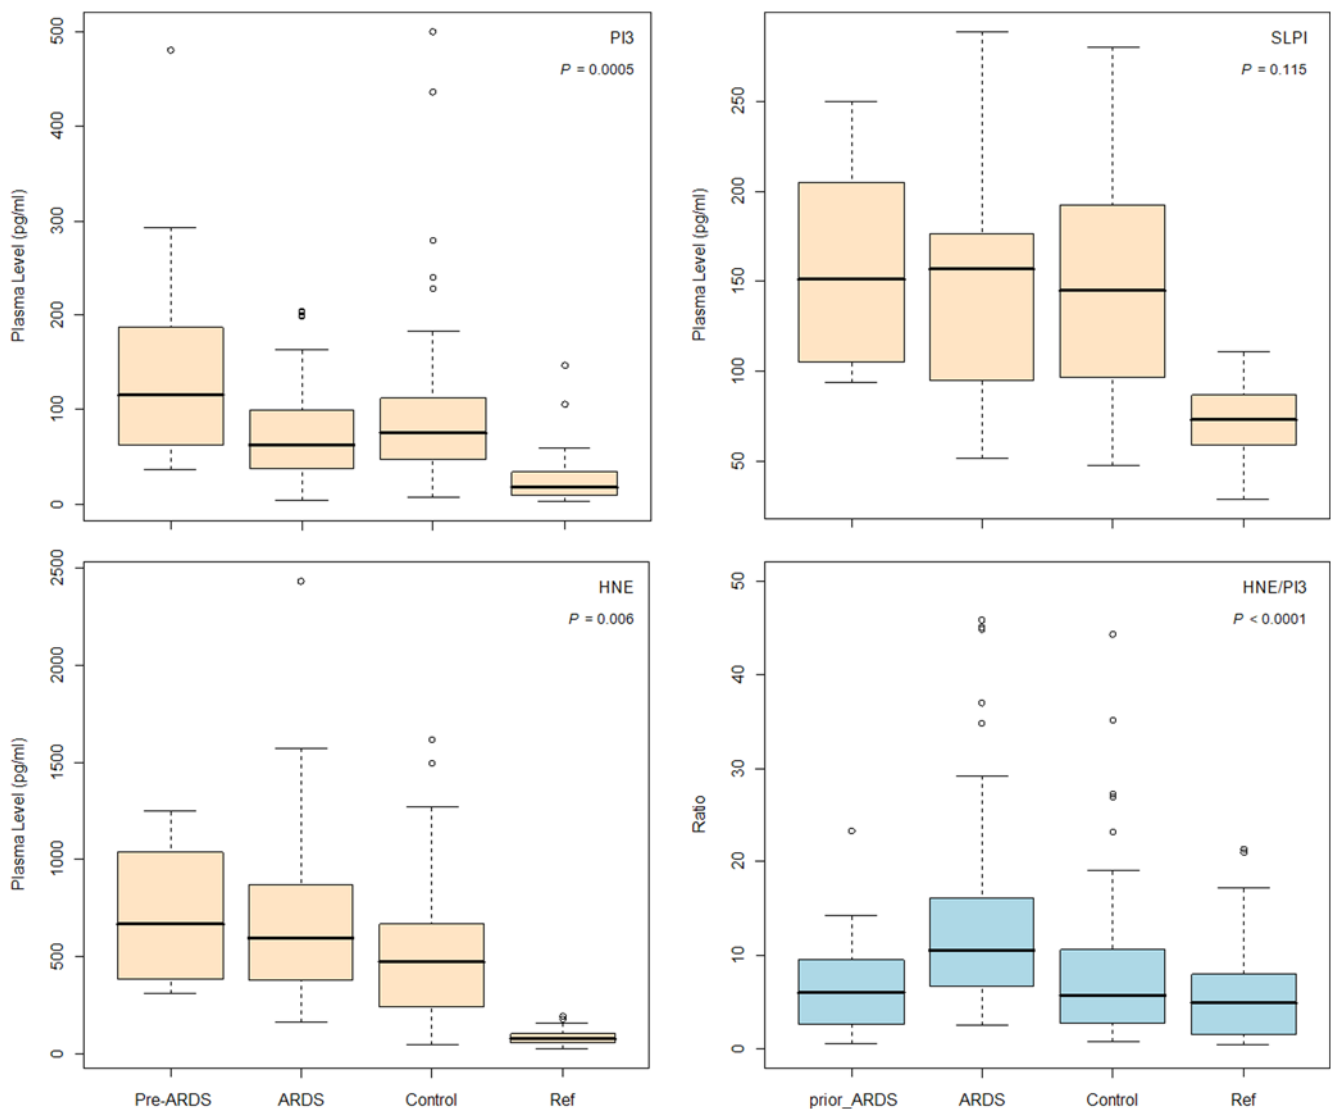 PI3
P = 0.0005
Plasma Level (pg/ml)
500
400
300
200
100
0
SLPI
P = 0.115
Plasma Level (pg/ml)
250
200
150
100
50
HNE
P = 0.006
Plasma Level (pg/ml)
2500
2000
1500
1000
500
0
Pre-ARDS ARDS Control Ref
HNE/PI3
P < 0.0001
Ratio
50
40
30
20
10
0
prior_ARDS ARDS Control Ref